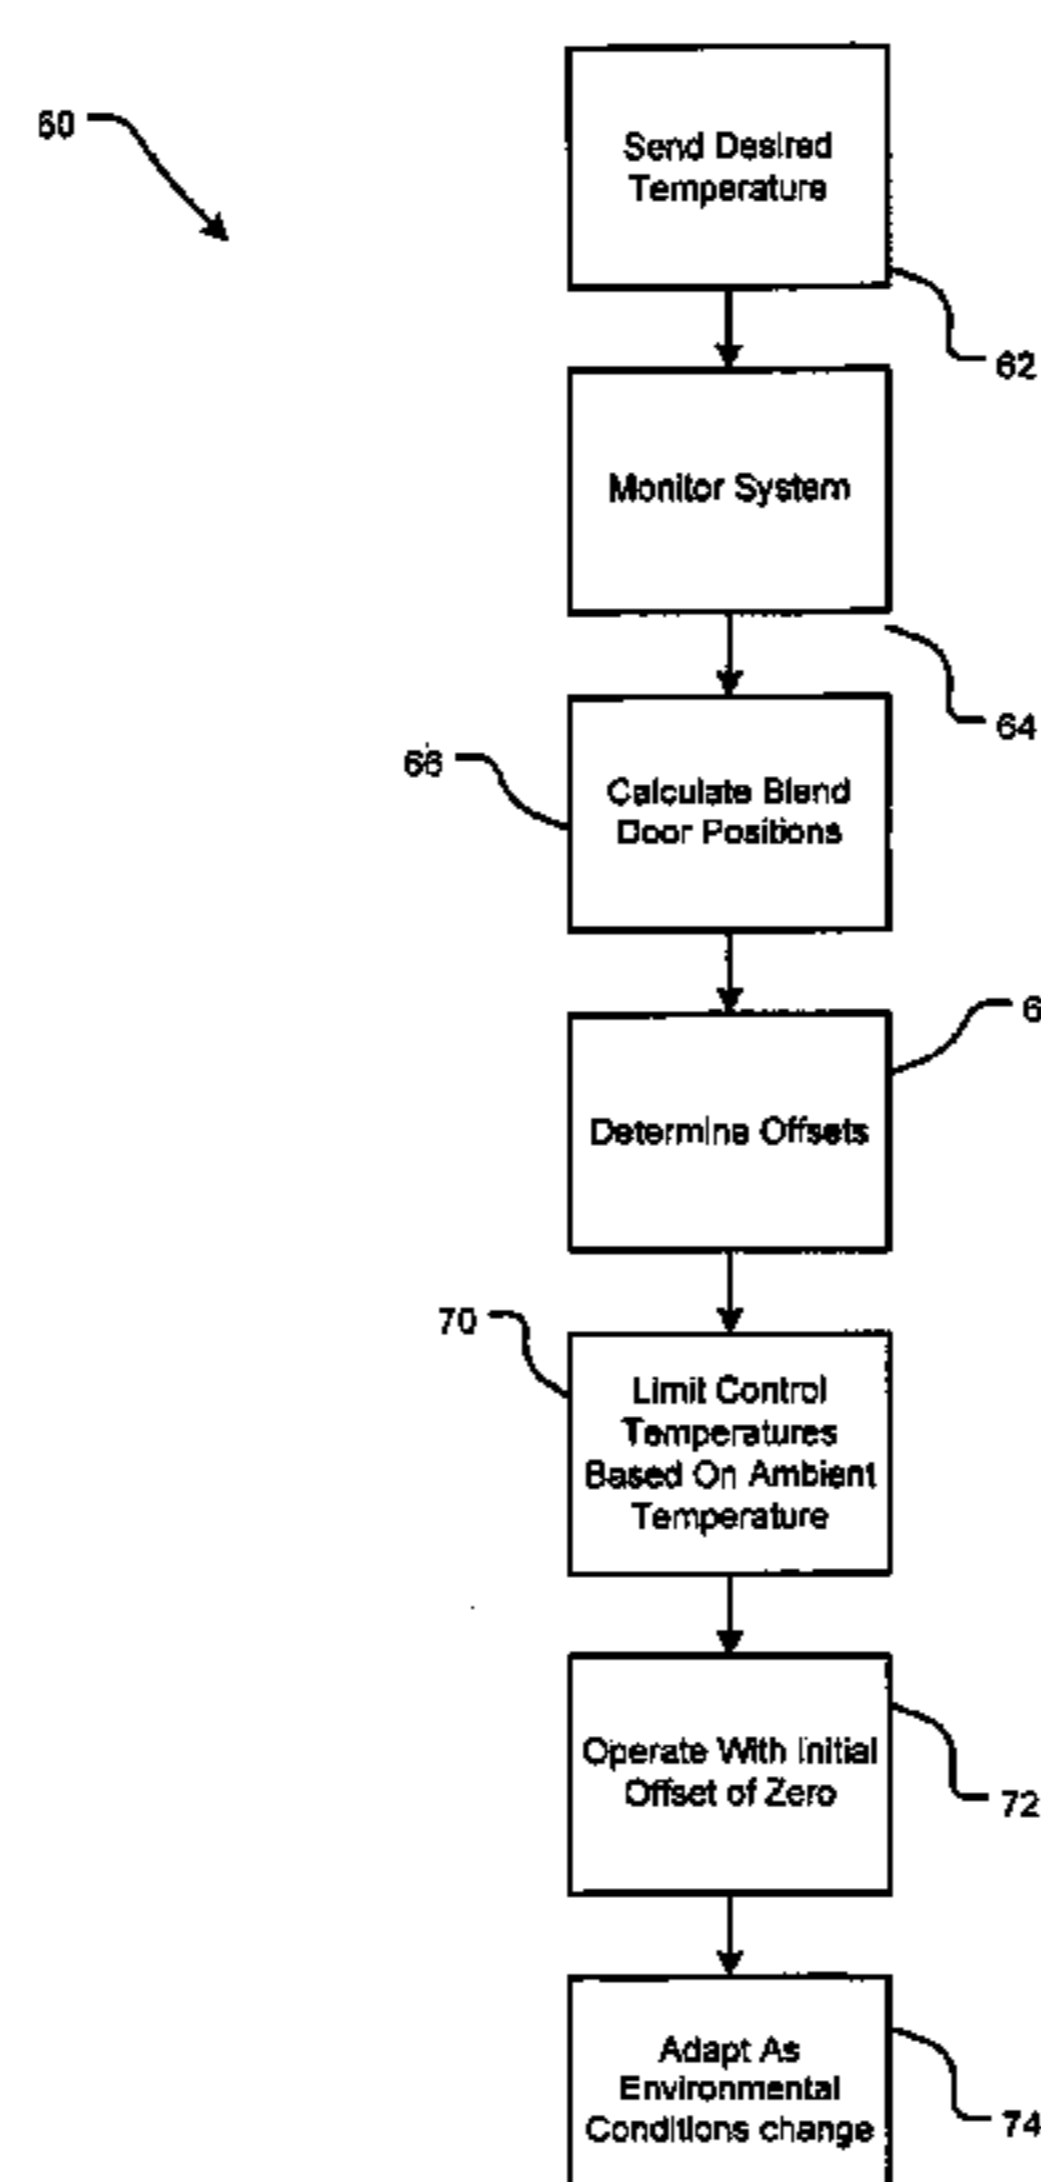 60
Send Desired
Temperature
62
Monitor System
64
66
Calculate Blend
Door Positions
6
Determine Offsets
70
Limit Control
Temperatures
Based On Ambient
Temperature
Operate With Initial
Offset of Zero
72
Adapt As
Environmental
Conditions change
74